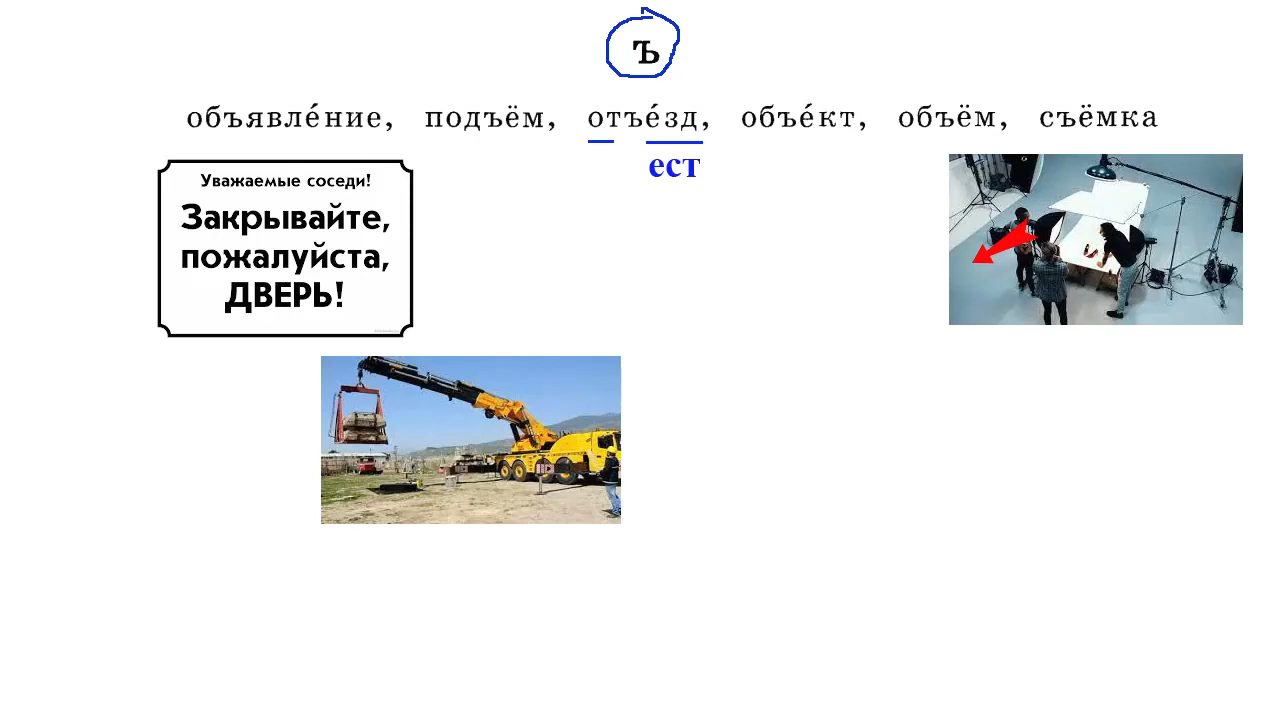 ъ
объявле́ние, подъём, отъе́зд, объе́кт, объём, съёмка
ест
Уважаемые соседи!
Закрывайте,
пожалуйста,
ДВЕРЬ!